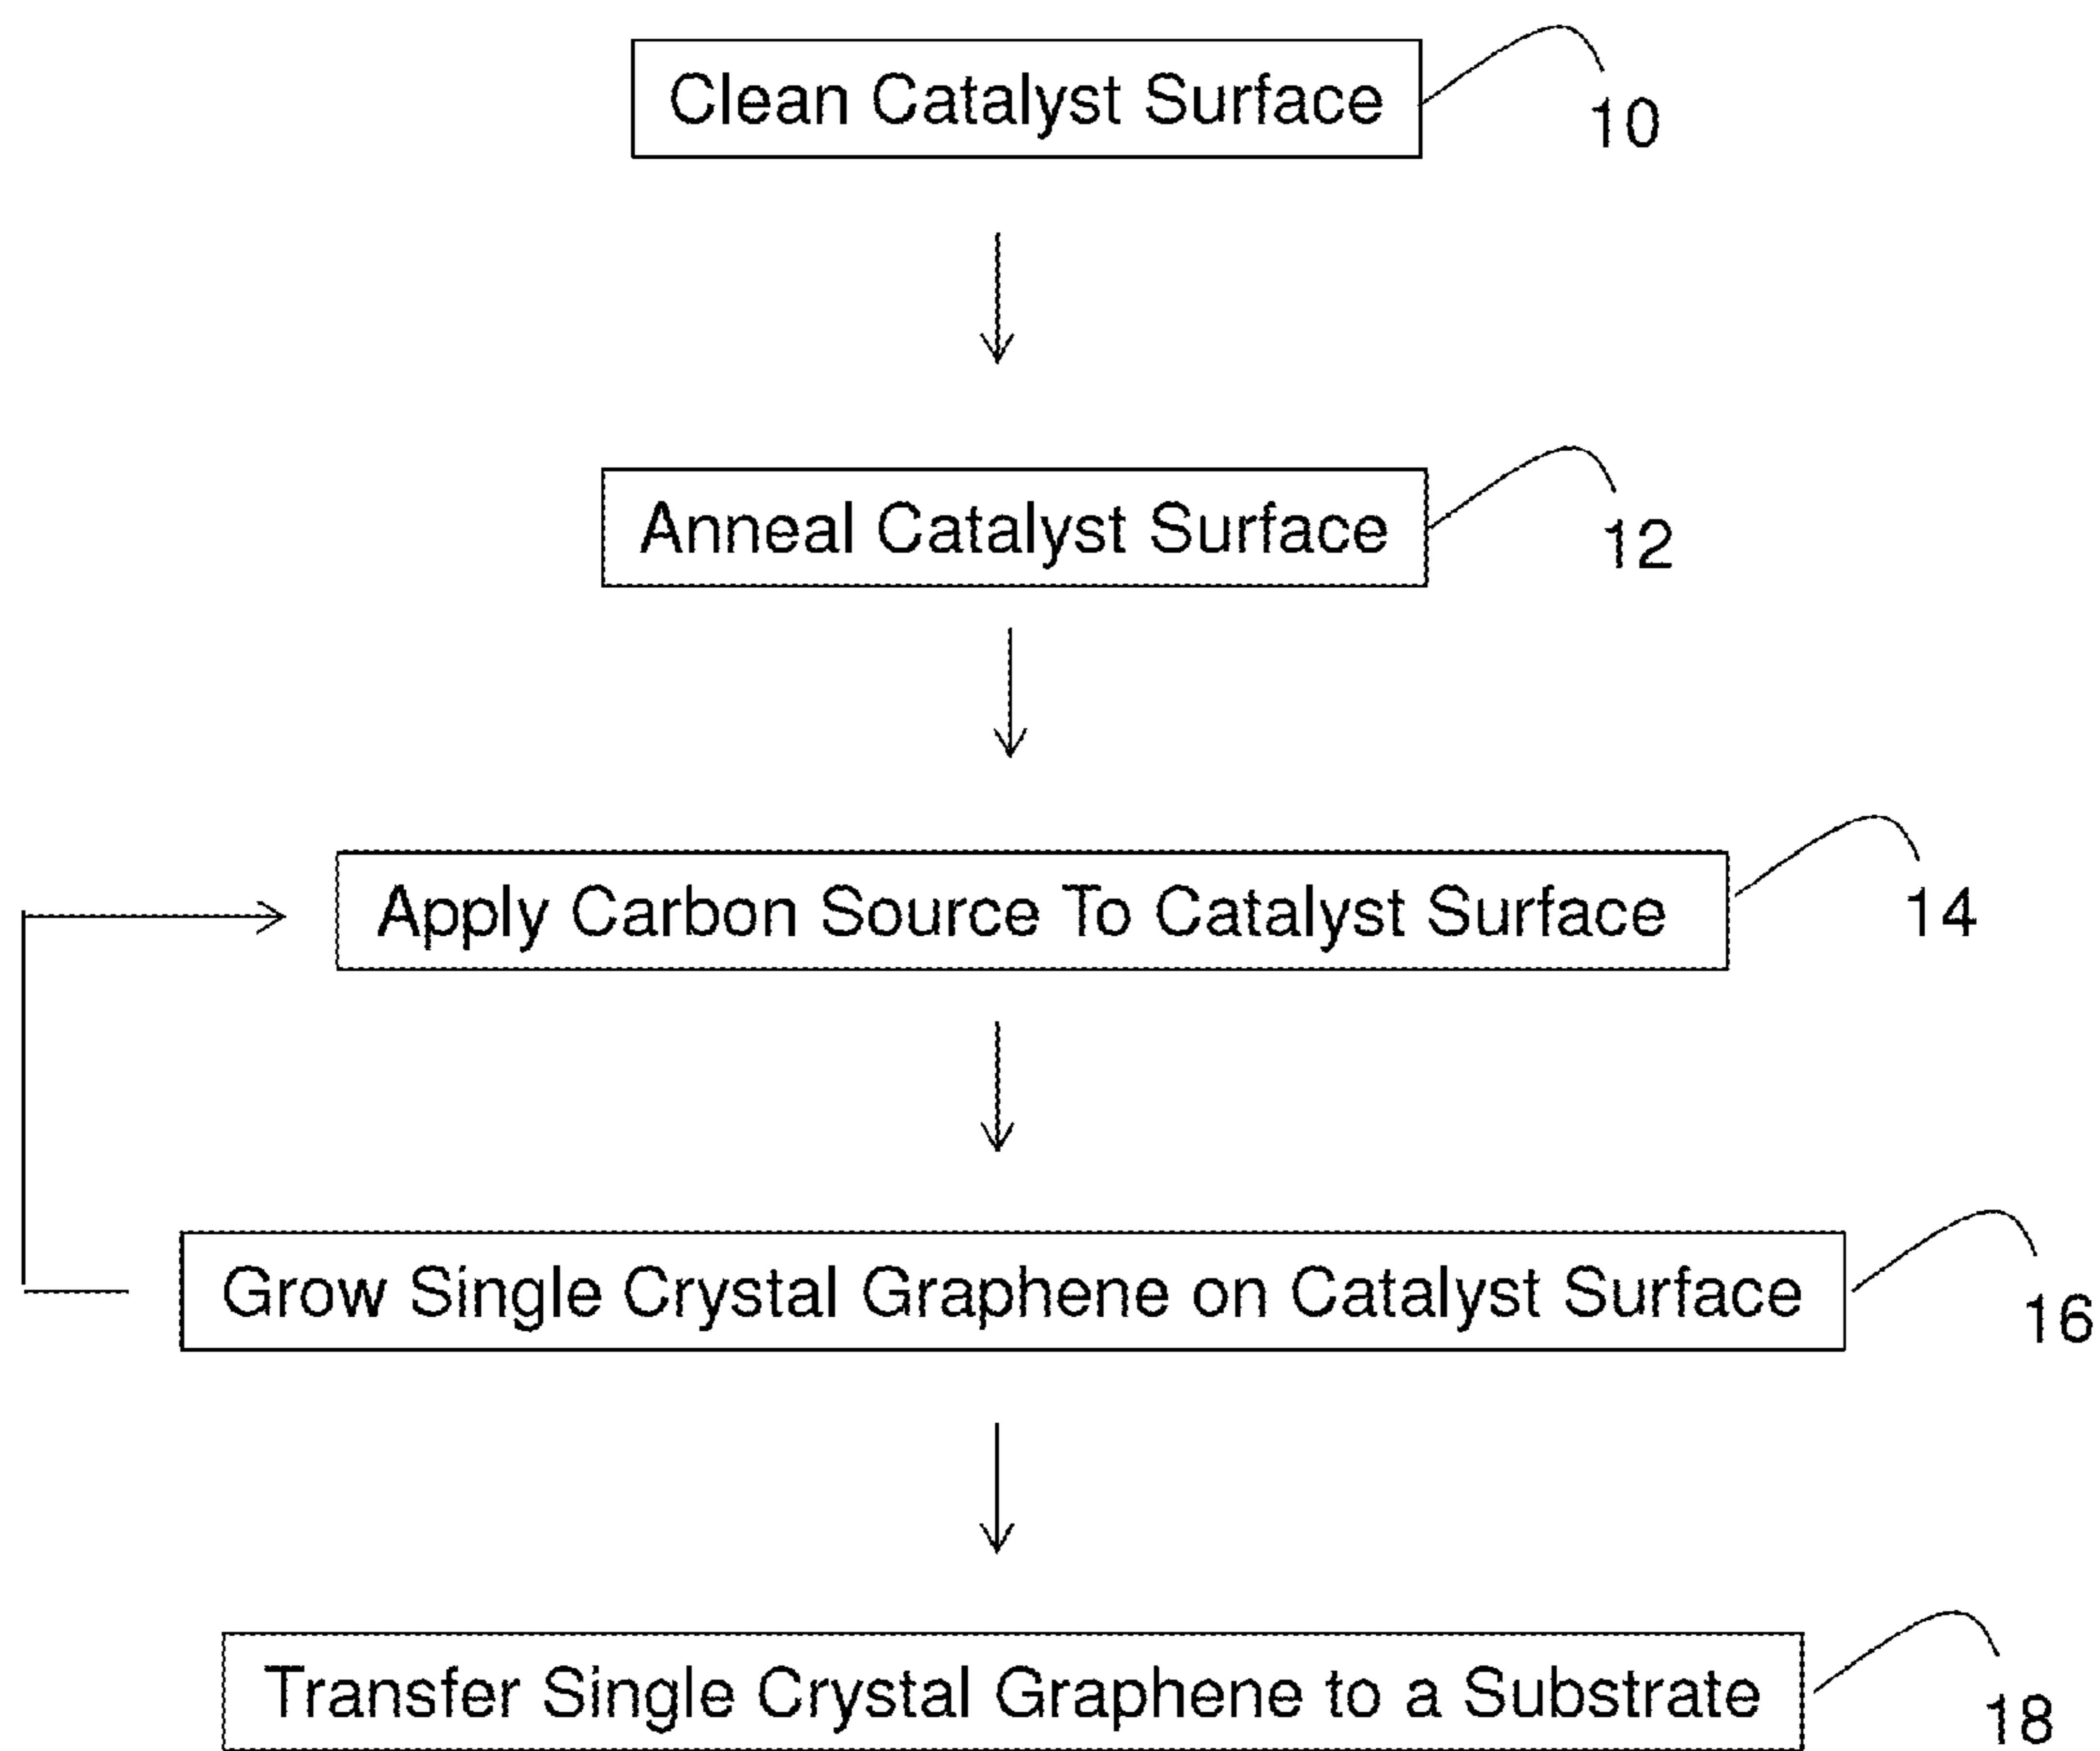 Clean Catalyst Surface
10
Anneal Catalyst Surface
12
Apply Carbon Source To Catalyst Surface
14
Grow Single Crystal Graphene on Catalyst Surface
16
Transfer Single Crystal Graphene to a Substrate
18